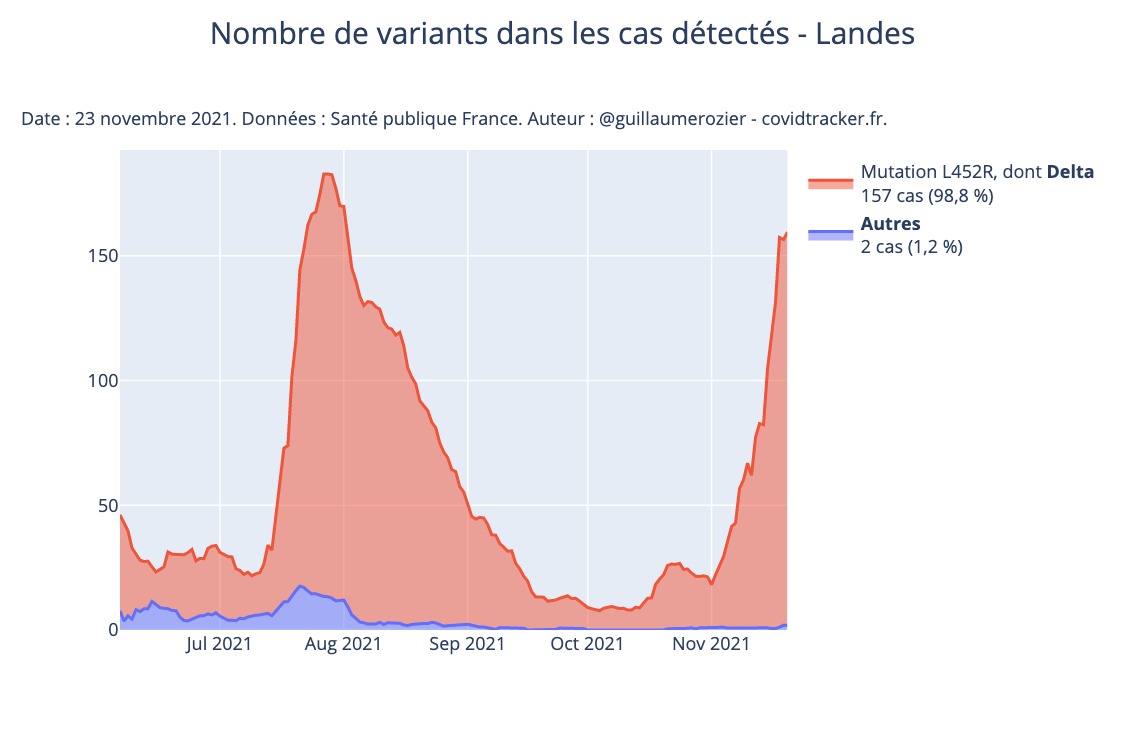 Nombre de variants dans les cas détectés - Landes
Date : 23 novembre 2021. Données : Santé publique France. Auteur : @guillaumerozier - covidtracker.fr.
Mutation L452R, dont Delta
157 cas (98,8 %)
Autres
2 cas (1,2 %)
150
100
50
0
Jul 2021 Aug 2021 Sep 2021 Oct 2021 Nov 2021